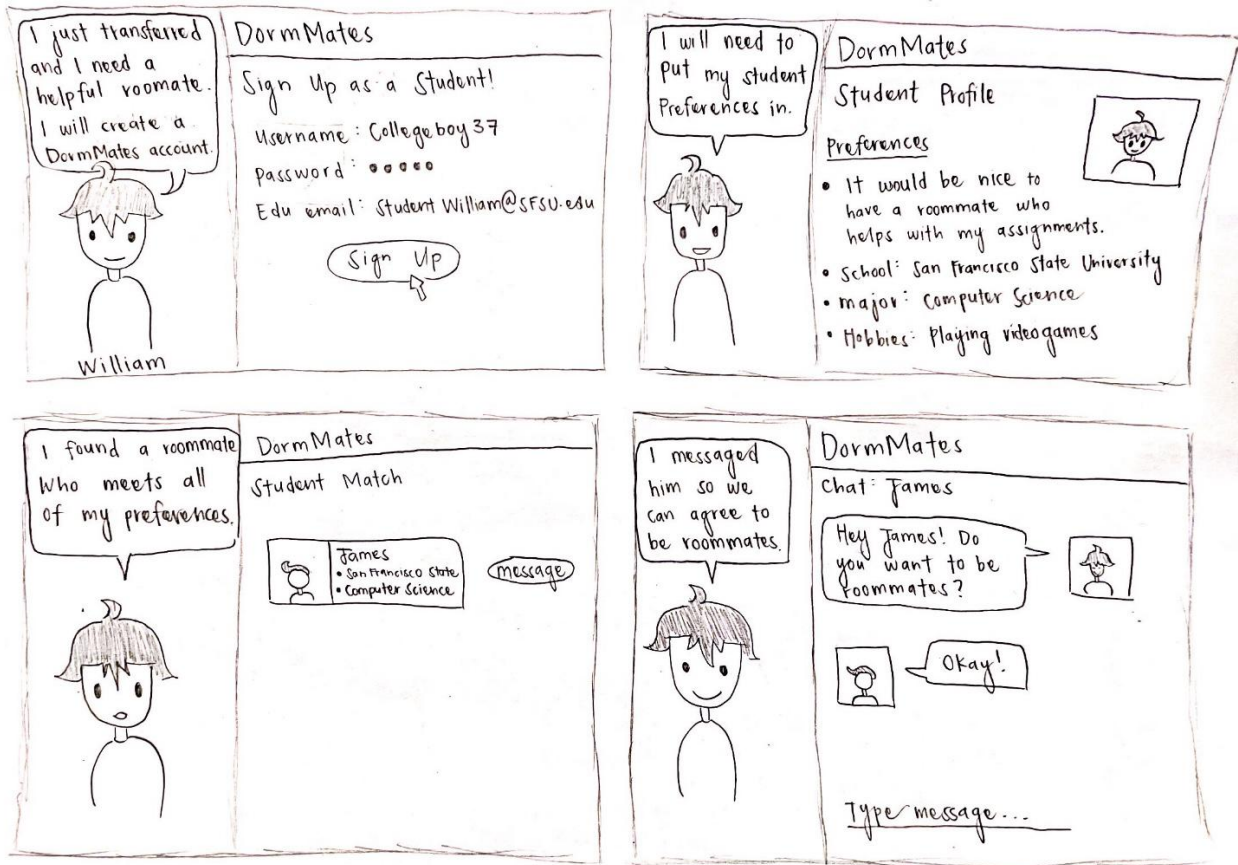 I just transferred
and I need a
helpful roomate.
I will create a
DormMates account.
William
DormMates
Sign Up as a Student!
Username: Collegeboy37
password: •••••
Edu email: StudentWilliam@SFSU.edu
Sign Up
I will need to
put my student
Preferences in.
DormMates
Student Profile
Preferences
• It would be nice to
have a roommate who
helps with my assignments.
• School: San Francisco State University
• major: Computer Science
• Hobbies: Playing videogames
I found a roommate
Who meets all
of my preferences.
DormMates
Student Match
James
• San Francisco State
• Computer Science
message
I messaged
him so we
can agree to
be roommates.
DormMates
Chat: James
Hey James! Do
you want to be
roommates?
Okay!
Type message...